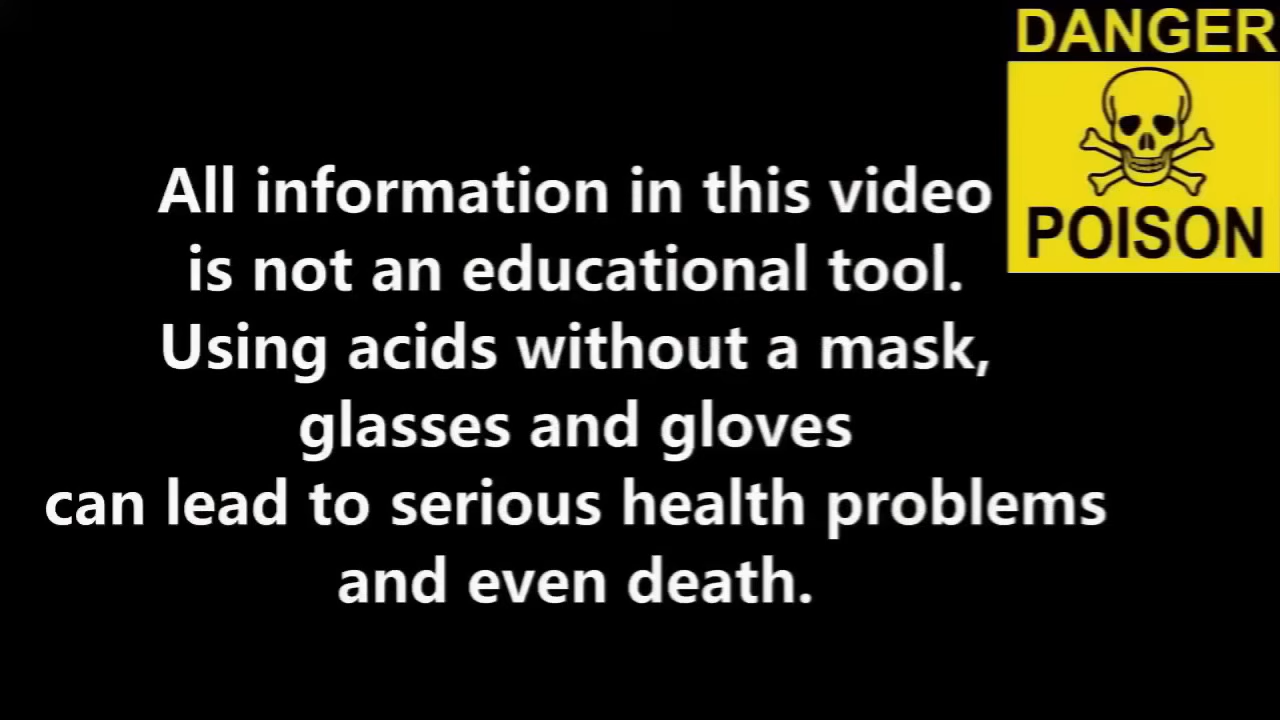 DANGER
POISON
All information in this video
is not an educational tool.
Using acids without a mask,
glasses and gloves
can lead to serious health problems
and even death.